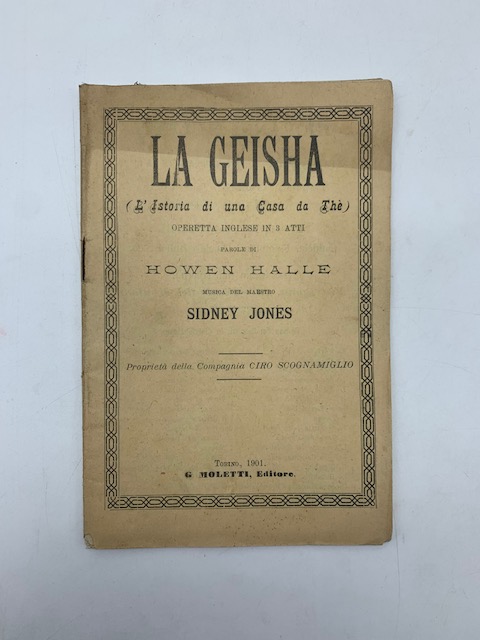 LA GEISHA
(L'Istoria di una Casa da Thè)
OPERETTA INGLESE IN 3 ATTI
PAROLE DI
HOWEN HALLE
MUSICA DEL MAESTRO
SIDNEY JONES
Proprietà della Compagnia CIRO SCOGNAMIGLIO
TORINO, 1901.
G. MOLETTI, Editore.